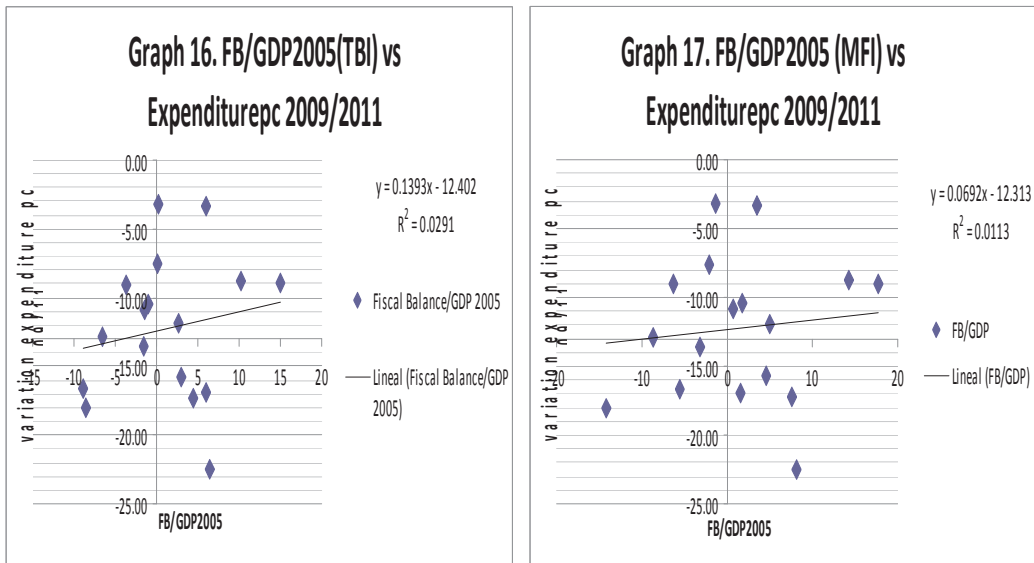 Graph 16. FB/GDP2005(TBI) vs
Expenditurepc 2009/2011
0.00
-5.00
-10.00
-15.00
-20.00
-25.00
-15
-10
-5
0
5
10
15
20
variation expenditure pc
FB/GDP2005
y = 0.1393x - 12.402
R² = 0.0291
Fiscal Balance/GDP 2005
Lineal (Fiscal Balance/GDP
2005)
Graph 17. FB/GDP2005 (MFI) vs
Expenditurepc 2009/2011
0.00
-5.00
-10.00
-15.00
-20.00
-25.00
-20
-10
0
10
20
variation expenditure pc
FB/GDP2005
y = 0.0692x - 12.313
R² = 0.0113
FB/GDP
Lineal (FB/GDP)